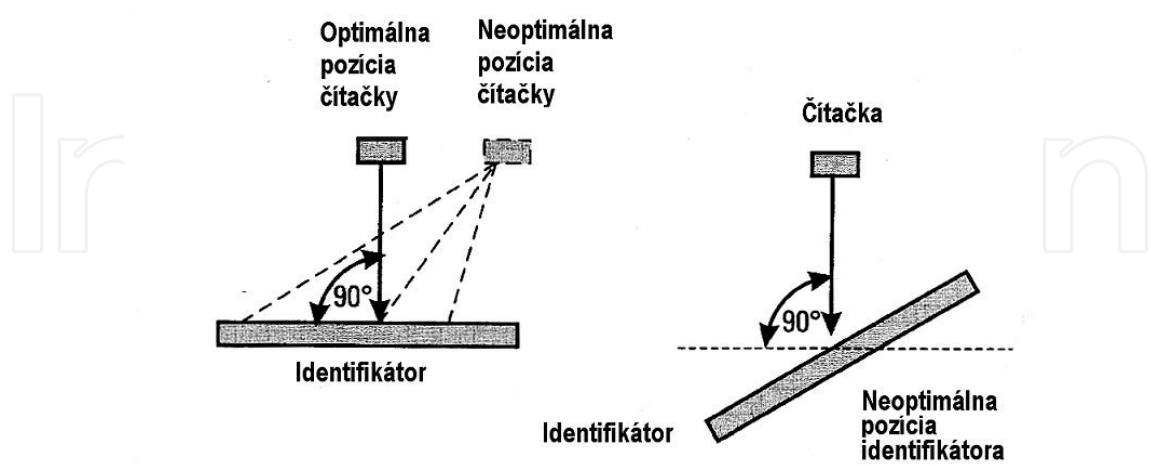 Optimálna
pozícia
čítačky
Neoptimálna
pozícia
čítačky
90°
Identifikátor
Čítačka
90°
Identifikátor
Neoptimálna
pozícia
identifikátora